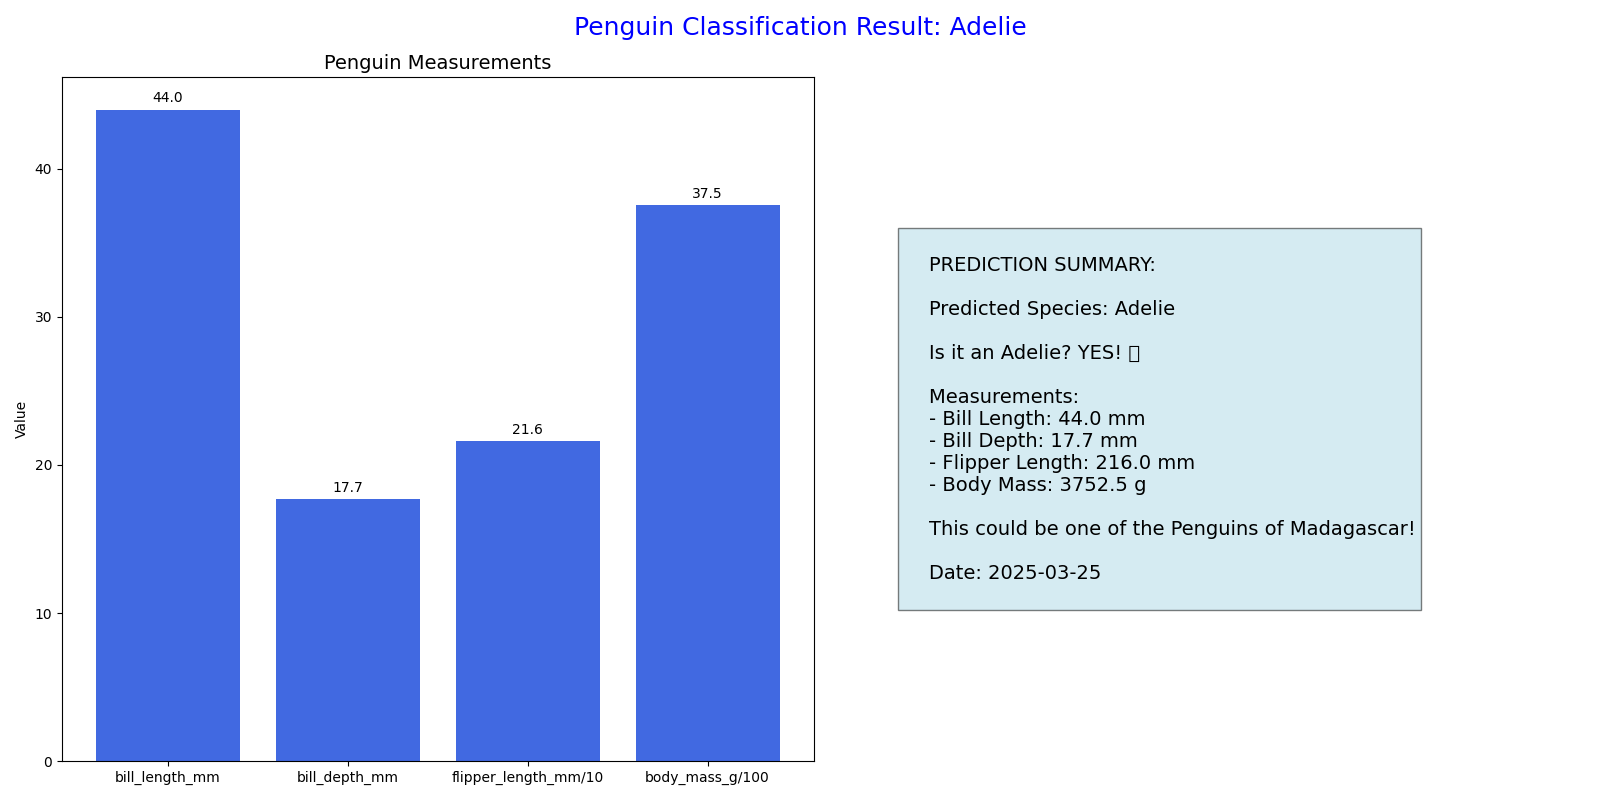 Penguin Classification Result: Adelie
Penguin Measurements
44.0
17.7
21.6
37.5
40
30
20
10
0
Value
bill_length_mm
bill_depth_mm
flipper_length_mm/10
body_mass_g/100
PREDICTION SUMMARY:
Predicted Species: Adelie
Is it an Adelie? YES!
Measurements:
- Bill Length: 44.0 mm
- Bill Depth: 17.7 mm
- Flipper Length: 216.0 mm
- Body Mass: 3752.5 g
This could be one of the Penguins of Madagascar!
Date: 2025-03-25